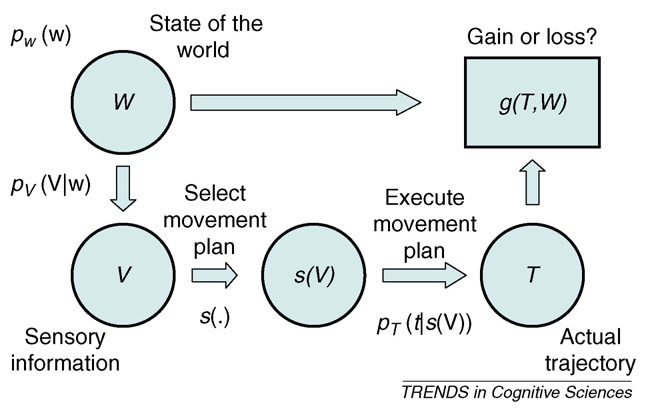 p_w (w)
State of the
world
Gain or loss?
W
g(T,W)
p_V (V|w)
Select
movement
plan
Execute
movement
plan
V
s(V)
T
s(.)
p_T (t|s(V))
Sensory
information
Actual
trajectory
TRENDS in Cognitive Sciences